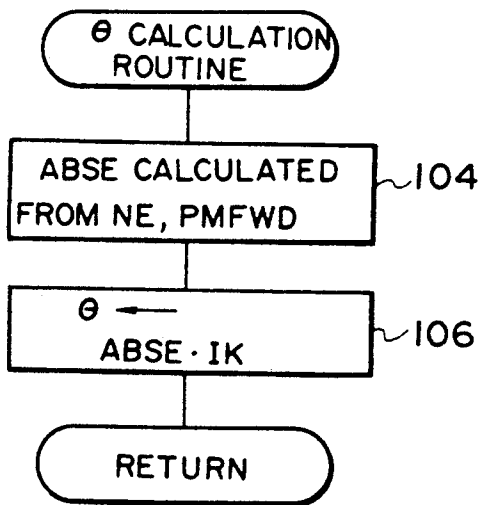 θ CALCULATION
ROUTINE
ABSE CALCULATED
FROM NE, PMFWD
104
θ ←
ABSE · IK
106
RETURN